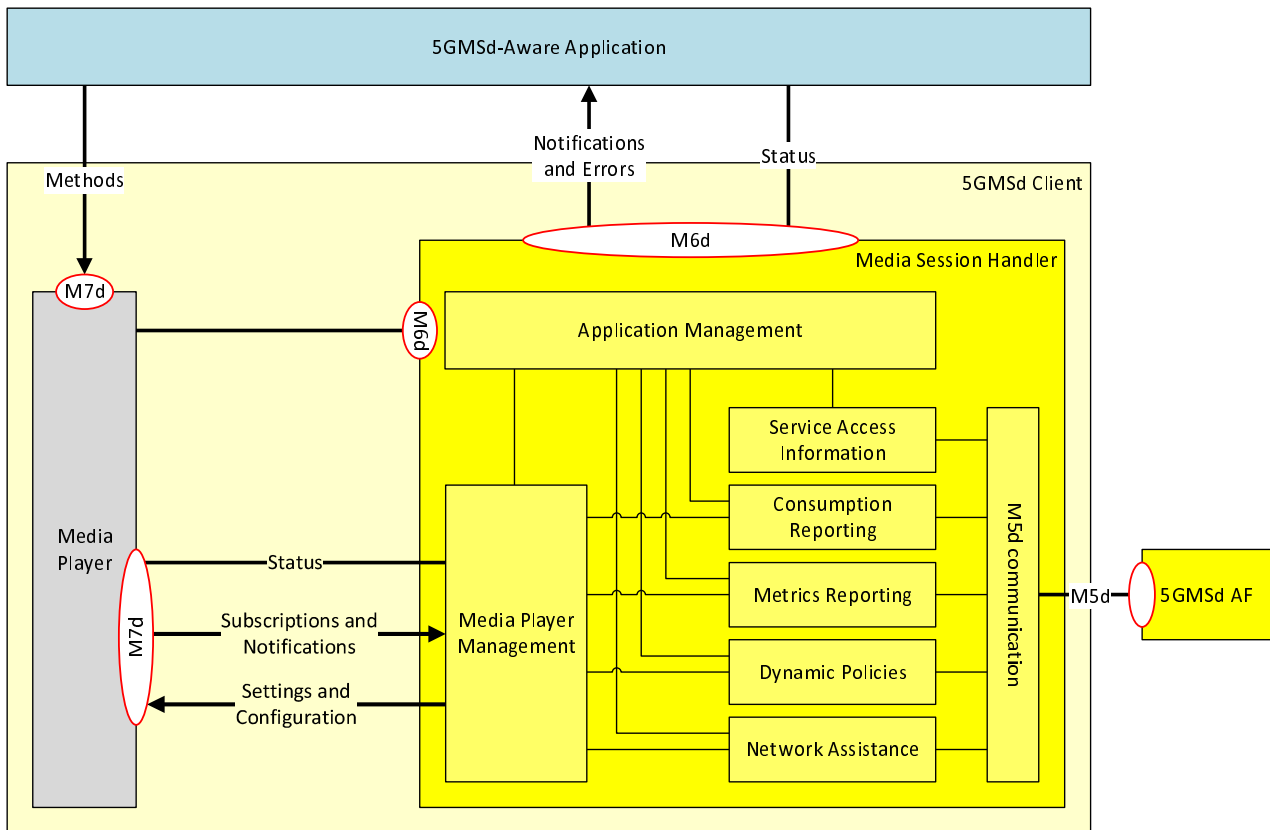 5GMSd-Aware Application
Notifications
and Errors
Status
Methods
5GMSd Client
M6d
Media Session Handler
M7d
M6d
Application Management
Service Access
Information
Consumption
Reporting
M5d communication
Media
Player
Status
Metrics Reporting
M5d
5GMSd AF
M7d
Subscriptions and
Notifications
Media Player
Management
Dynamic Policies
Settings and
Configuration
Network Assistance